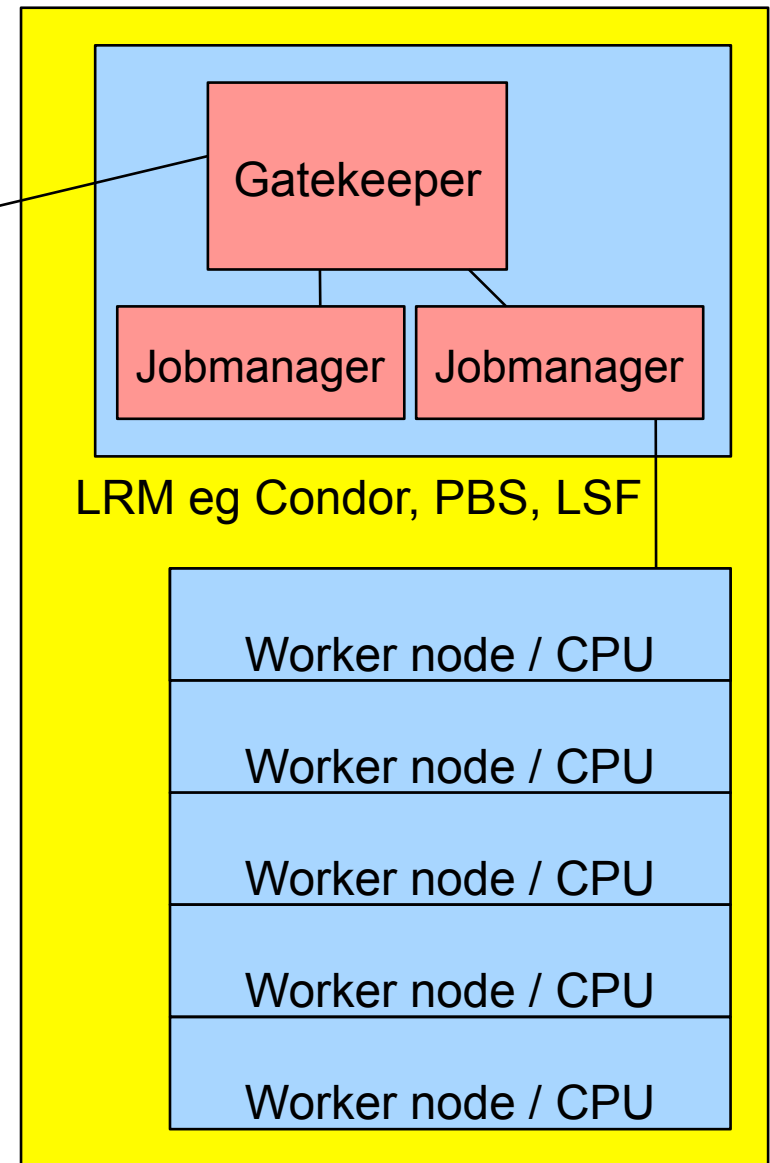 Gatekeeper
Jobmanager Jobmanager
LRM eg Condor, PBS, LSF
Worker node / CPU
Worker node / CPU
Worker node / CPU
Worker node / CPU
Worker node / CPU